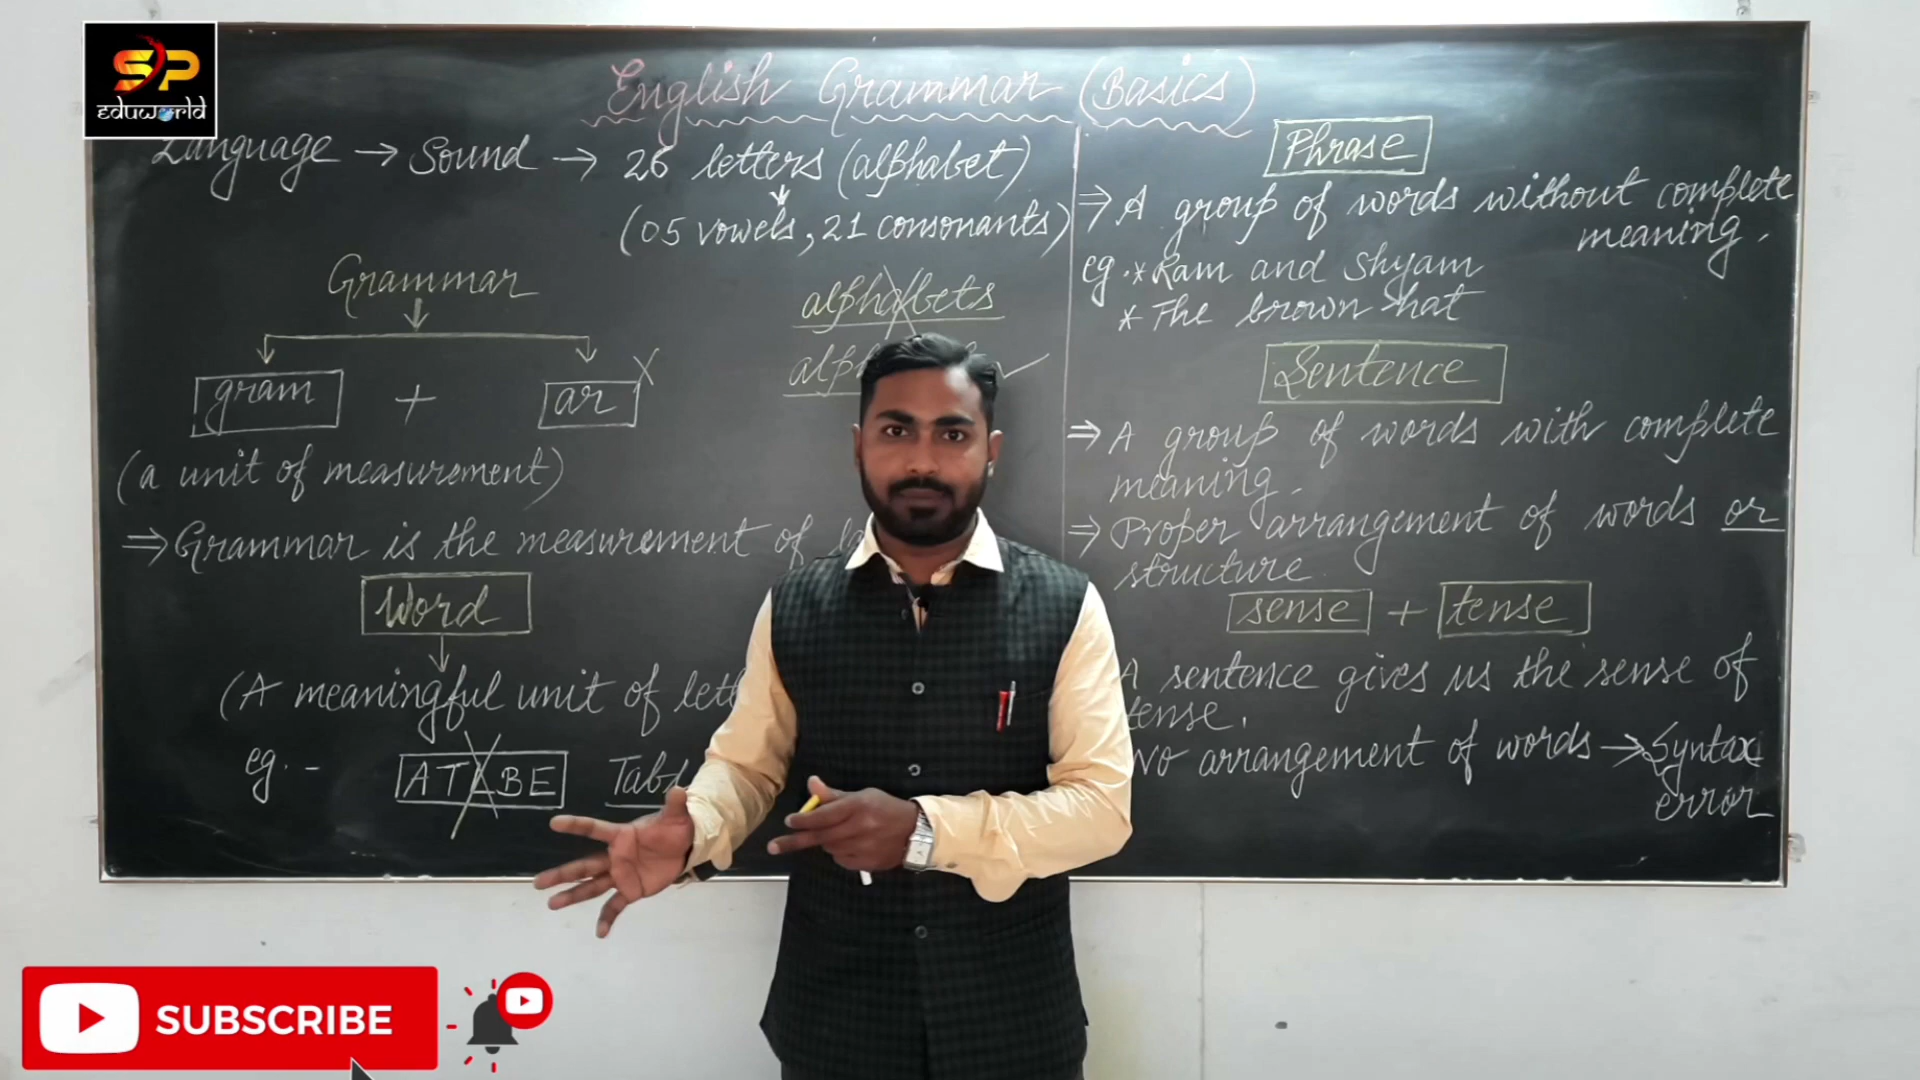 SP
eduworld
English Grammar (Basics)
Language → Sound → 26 letters (alphabet)
(05 vowels, 21 consonants)
alphabets
Grammar
gram + ar X
(a unit of measurement)
⇒ Grammar is the measurement of
Word
(A meaningful unit of
eg. - ATLBE
Phrase
⇒ A group of words without complete
meaning.
eg. * Ram and Shyam
* The brown hat
Sentence
⇒ A group of words with complete
meaning.
⇒ Proper arrangement of words or
structure
sense + tense
A sentence gives us the sense of
tense.
No arrangement of words → Syntax
error
SUBSCRIBE